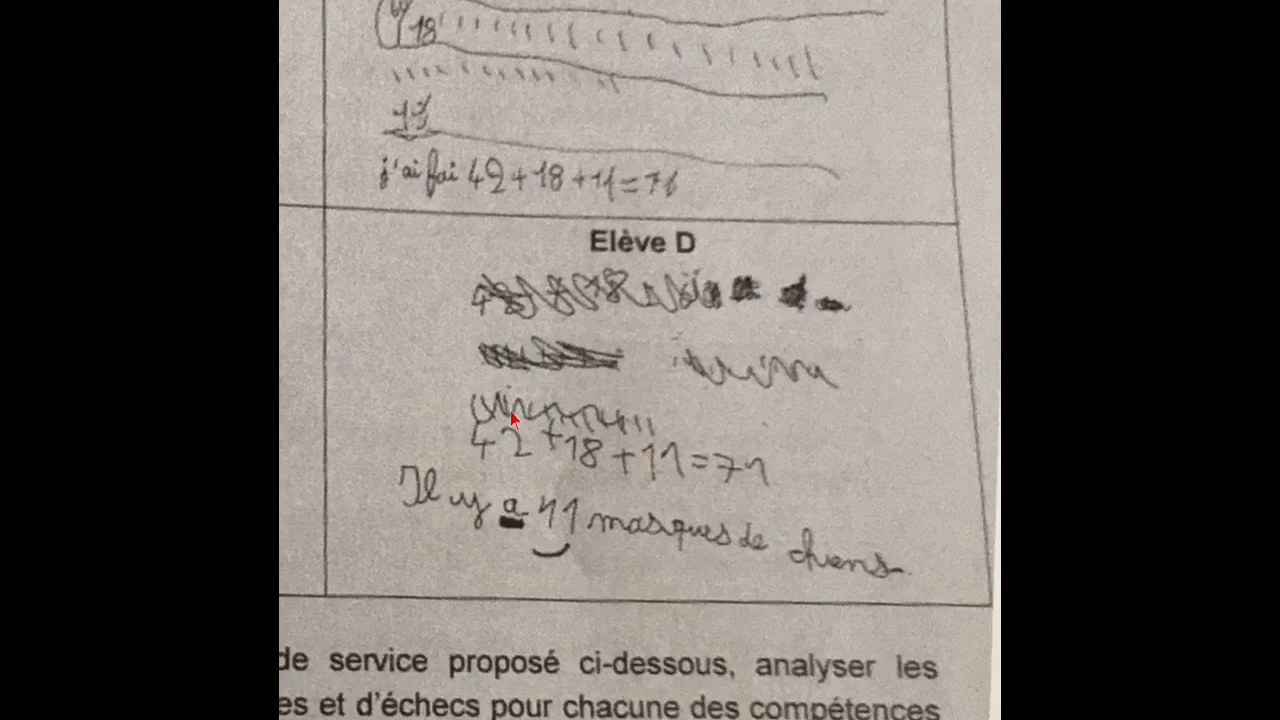 18
j'ai fai 42+18+11=71
Elève D
42+18+11=71
Il y a 11 masques de chiens
de service proposé ci-dessous, analyser les
es et d'échecs pour chacune des compétences